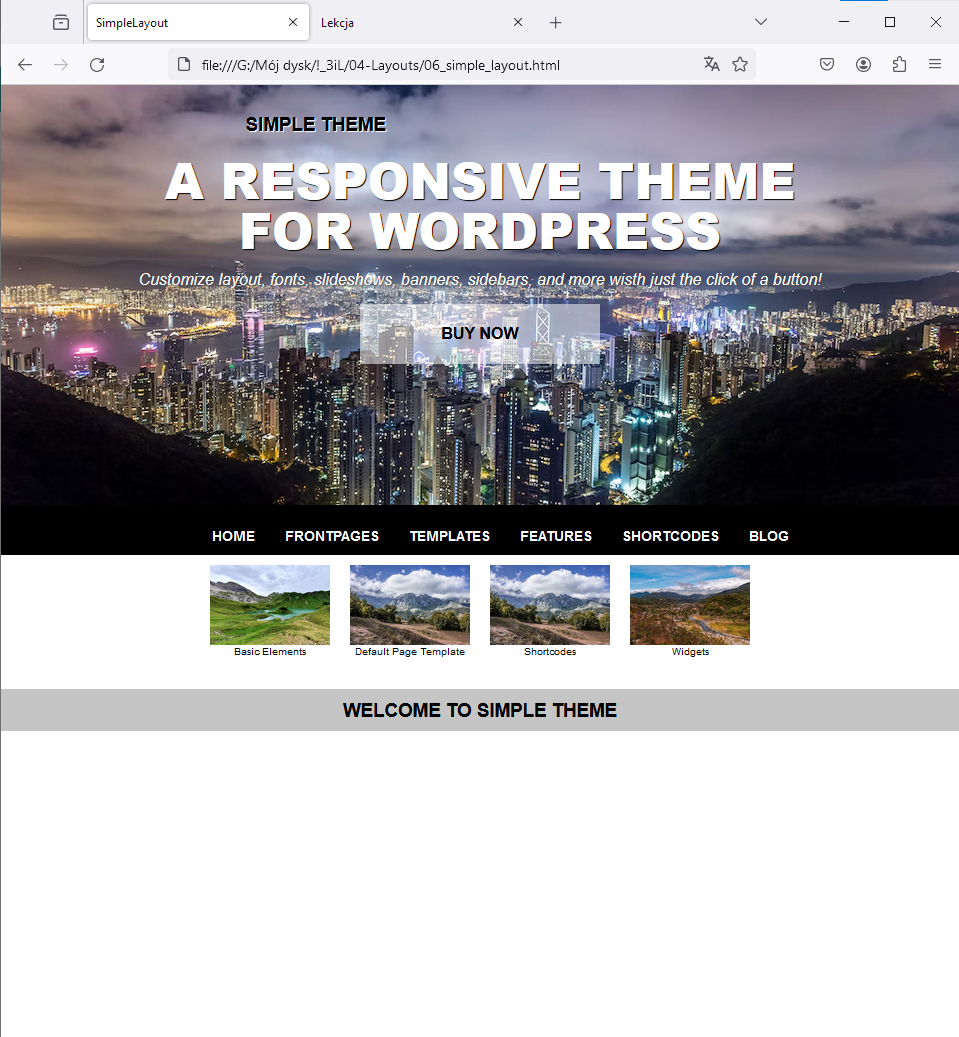 SimpleLayout
Lekcja
file:///G:/Mój dysk/!_3iL/04-Layouts/06_simple_layout.html
SIMPLE THEME
A RESPONSIVE THEME
FOR WORDPRESS
Customize layout, fonts, slideshows, banners, sidebars, and more wisth just the click of a button!
BUY NOW
HOME FRONTPAGES TEMPLATES FEATURES SHORTCODES BLOG
Basic Elements Default Page Template Shortcodes Widgets
WELCOME TO SIMPLE THEME